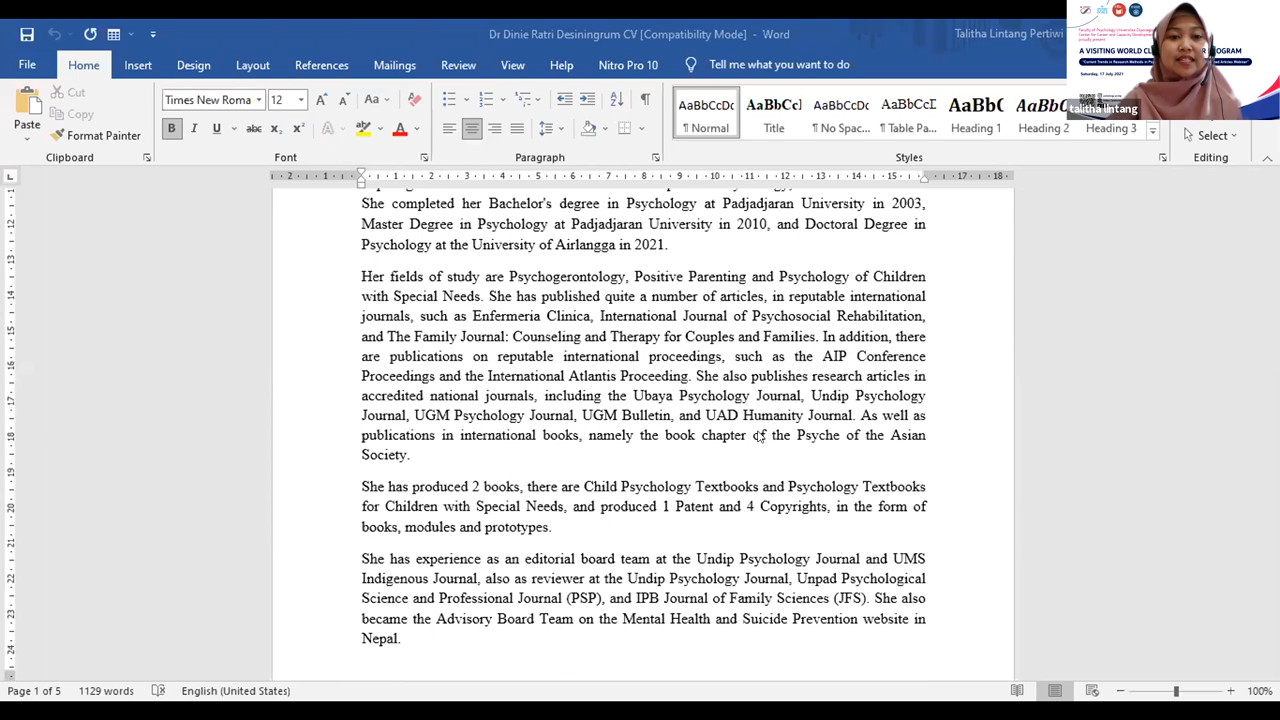 Dr Dinie Ratri Desiningrum CV [Compatibility Mode] - Word
Talitha Lintang Pertiwi
File Home Insert Design Layout References Mailings Review View Help Nitro Pro 10 Tell me what you want to do
Paste
Cut
Copy
Format Painter
Times New Roma 12
AaBbCcDc AaBbCcI AaBbCcDc AaBbCcDd AaBbC
¶ Normal Title ¶ No Spac... ¶ Table Pa... Heading 1 Heading 2 Heading 3
Select
Clipboard Font Paragraph Styles Editing
A VISITING WORLD
Saturday, 17 July 2021
talitha lintang
She completed her Bachelor's degree in Psychology at Padjadjaran University in 2003,
Master Degree in Psychology at Padjadjaran University in 2010, and Doctoral Degree in
Psychology at the University of Airlangga in 2021.
Her fields of study are Psychogerontology, Positive Parenting and Psychology of Children
with Special Needs. She has published quite a number of articles, in reputable international
journals, such as Enfermeria Clinica, International Journal of Psychosocial Rehabilitation,
and The Family Journal: Counseling and Therapy for Couples and Families. In addition, there
are publications on reputable international proceedings, such as the AIP Conference
Proceedings and the International Atlantis Proceeding. She also publishes research articles in
accredited national journals, including the Ubaya Psychology Journal, Undip Psychology
Journal, UGM Psychology Journal, UGM Bulletin, and UAD Humanity Journal. As well as
publications in international books, namely the book chapter of the Psyche of the Asian
Society.
She has produced 2 books, there are Child Psychology Textbooks and Psychology Textbooks
for Children with Special Needs, and produced 1 Patent and 4 Copyrights, in the form of
books, modules and prototypes.
She has experience as an editorial board team at the Undip Psychology Journal and UMS
Indigenous Journal, also as reviewer at the Undip Psychology Journal, Unpad Psychological
Science and Professional Journal (PSP), and IPB Journal of Family Sciences (JFS). She also
became the Advisory Board Team on the Mental Health and Suicide Prevention website in
Nepal.
Page 1 of 5 1129 words English (United States) 100%